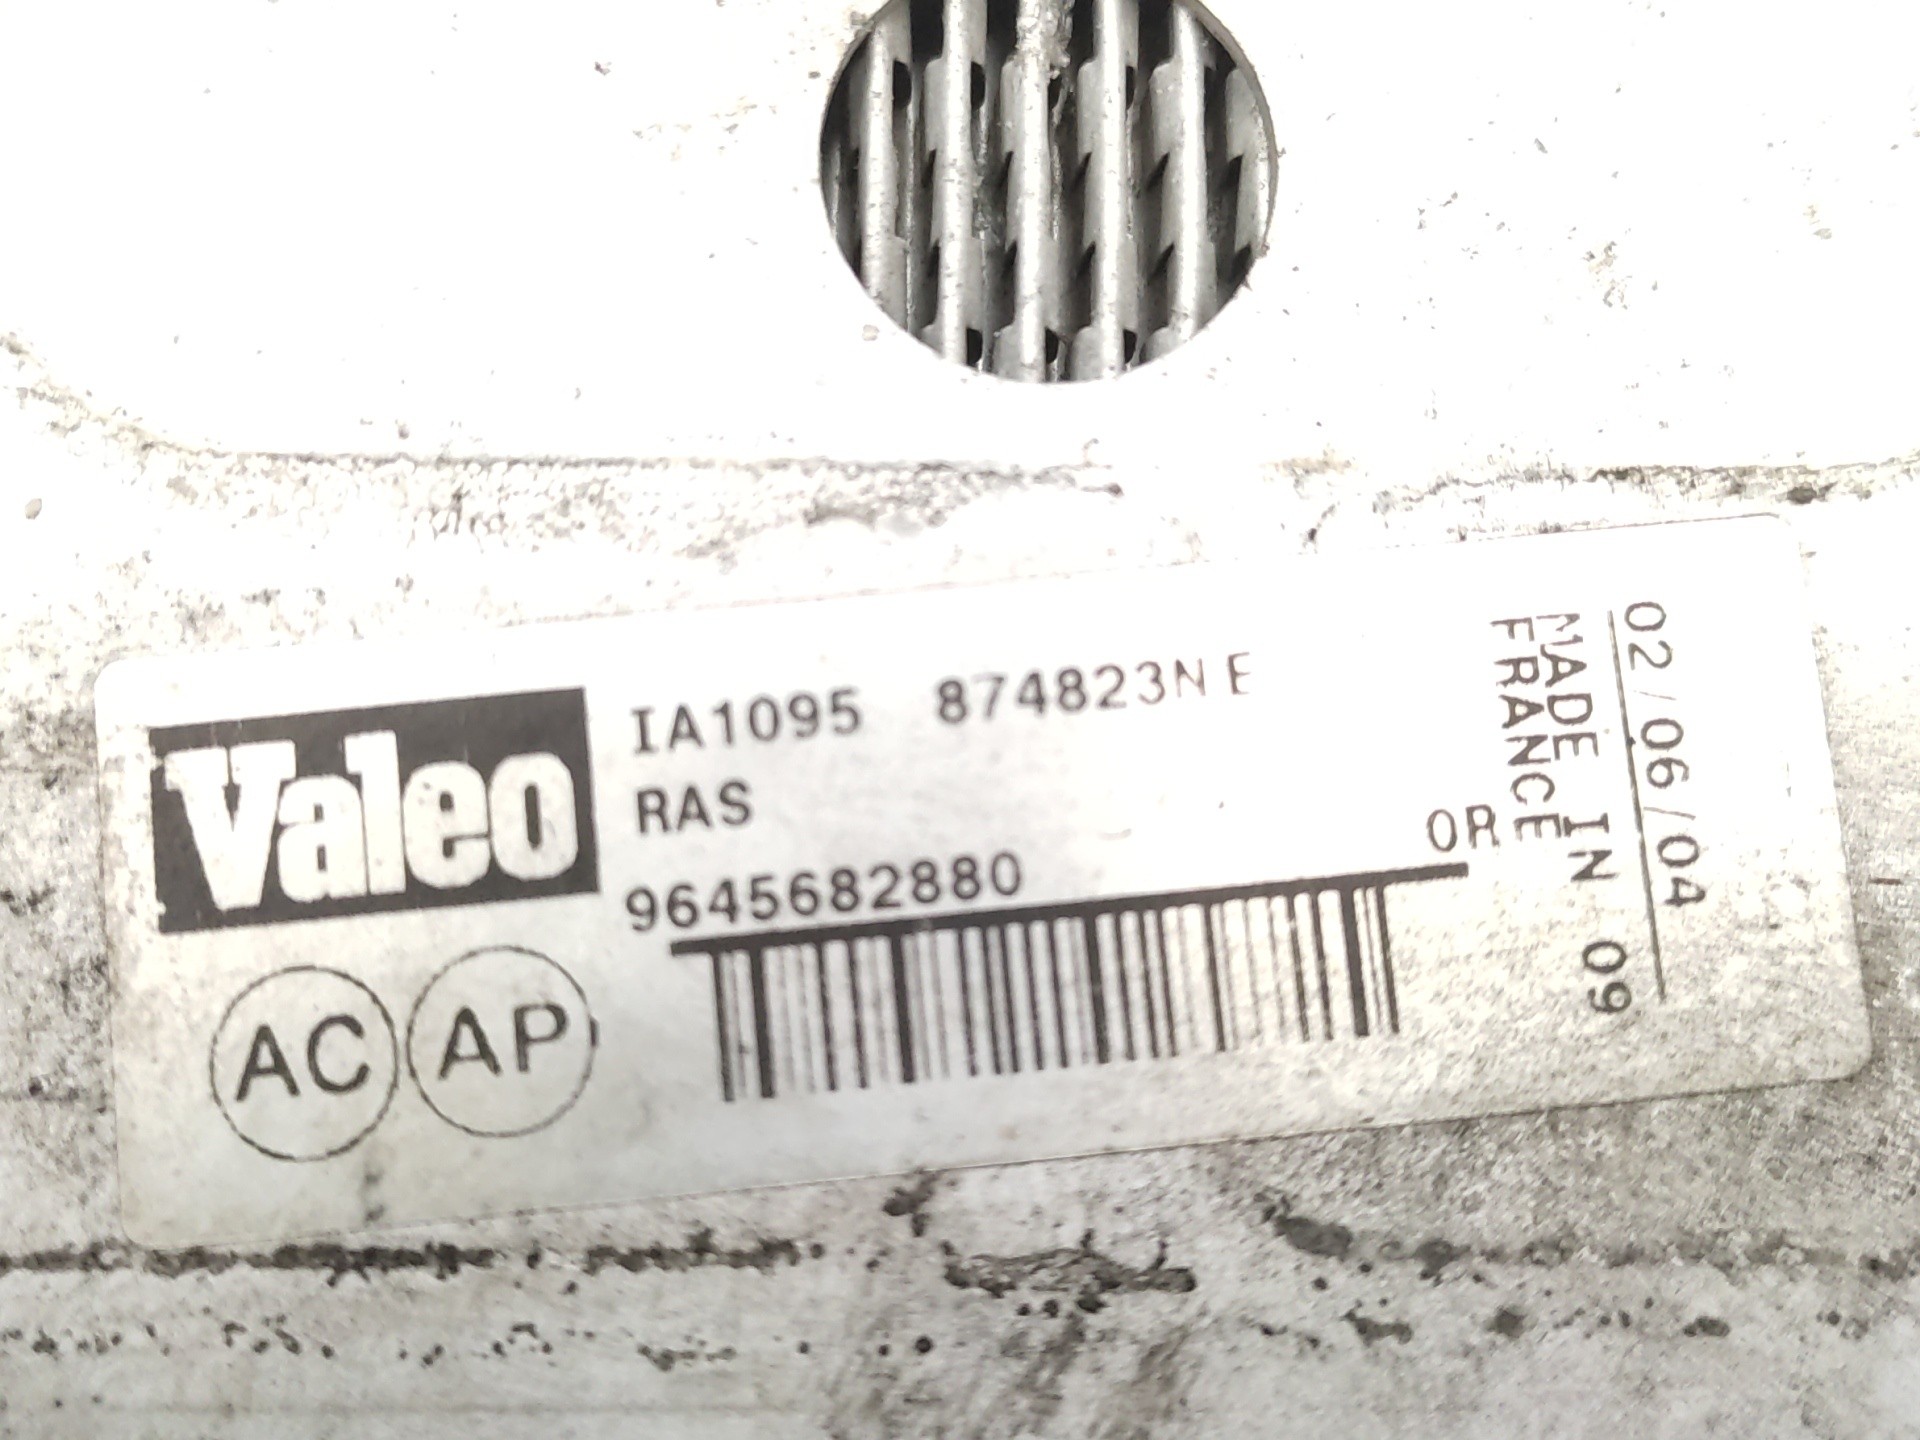 Valeo
IA1095 874823NE
RAS
9645682880
OR
AC AP
02/06/04
MADE IN 09
FRANCE